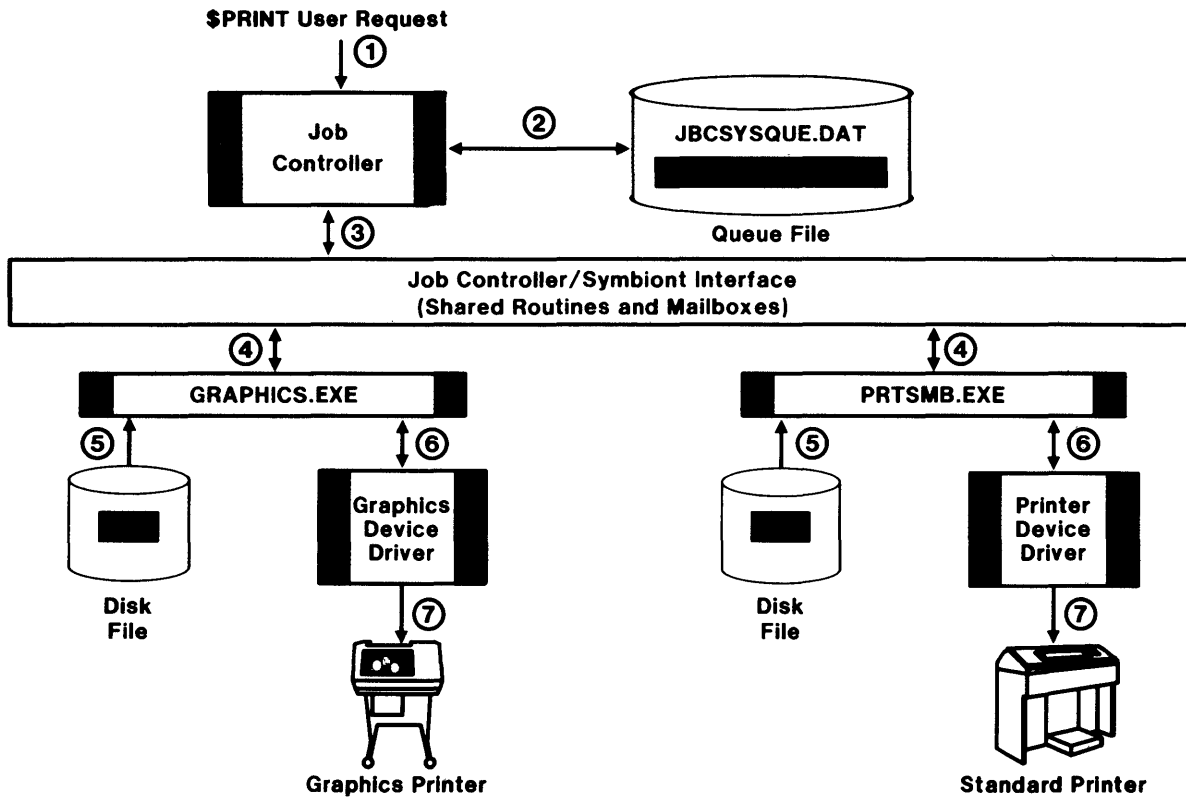 $PRINT User Request
①
Job
Controller
②
JBCSYSQUE.DAT
Queue File
③
Job Controller/Symbiont Interface
(Shared Routines and Mailboxes)
④
④
GRAPHICS.EXE
PRTSMB.EXE
⑤
⑥
⑤
⑥
Graphics
Device
Driver
Printer
Device
Driver
Disk
File
Disk
File
⑦
⑦
Graphics Printer
Standard Printer